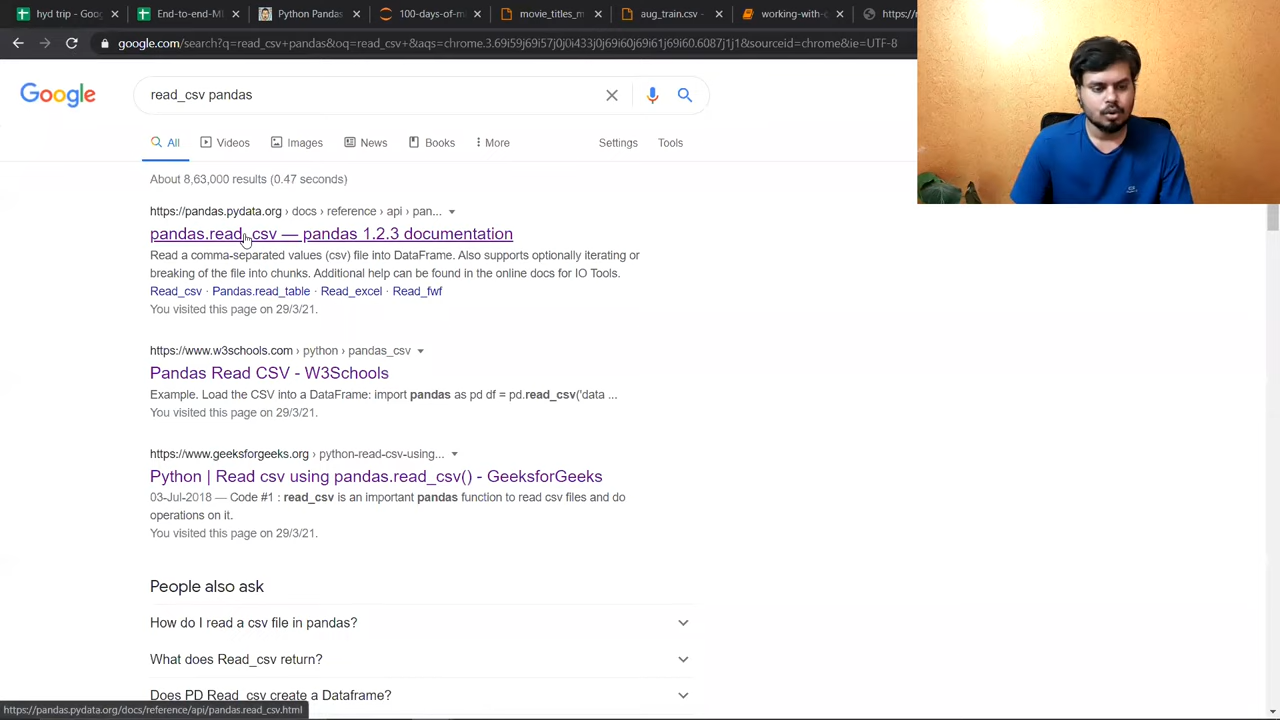 hyd trip - Goog
End-to-end-Ml
Python Pandas
100-days-of-m
movie_titles_m
aug_train.csv -
working-with-c
https://r
google.com/search?q=read_csv+pandas&oq=read_csv+&aqs=chrome.3.69i59j69i57j0j0i433j0j69i60j69i61j69i60.6087j1j1&sourceid=chrome&ie=UTF-8
Google
read_csv pandas
All Videos Images News Books More Settings Tools
About 8,63,000 results (0.47 seconds)
https://pandas.pydata.org › docs › reference › api › pan...
pandas.read_csv — pandas 1.2.3 documentation
Read a comma-separated values (csv) file into DataFrame. Also supports optionally iterating or
breaking of the file into chunks. Additional help can be found in the online docs for IO Tools.
Read_csv · Pandas.read_table · Read_excel · Read_fwf
You visited this page on 29/3/21.
https://www.w3schools.com › python › pandas_csv
Pandas Read CSV - W3Schools
Example. Load the CSV into a DataFrame: import pandas as pd df = pd.read_csv('data ...
You visited this page on 29/3/21.
https://www.geeksforgeeks.org › python-read-csv-using...
Python | Read csv using pandas.read_csv() - GeeksforGeeks
03-Jul-2018 — Code #1 : read_csv is an important pandas function to read csv files and do
operations on it.
You visited this page on 29/3/21.
People also ask
How do I read a csv file in pandas?
What does Read_csv return?
Does PD Read_csv create a Dataframe?
https://pandas.pydata.org/docs/reference/api/pandas.read_csv.html